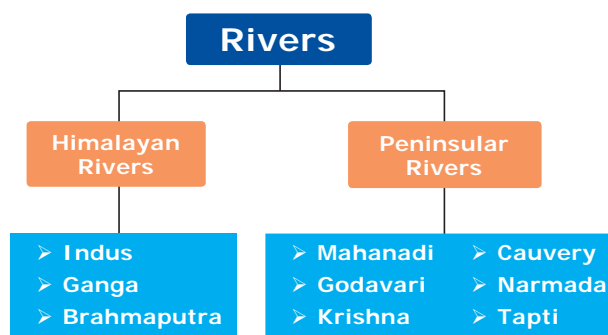 Rivers
Himalayan
Rivers
Peninsular
Rivers
➢ Indus
➢ Ganga
➢ Brahmaputra
➢ Mahanadi
➢ Godavari
➢ Krishna
➢ Cauvery
➢ Narmada
➢ Tapti